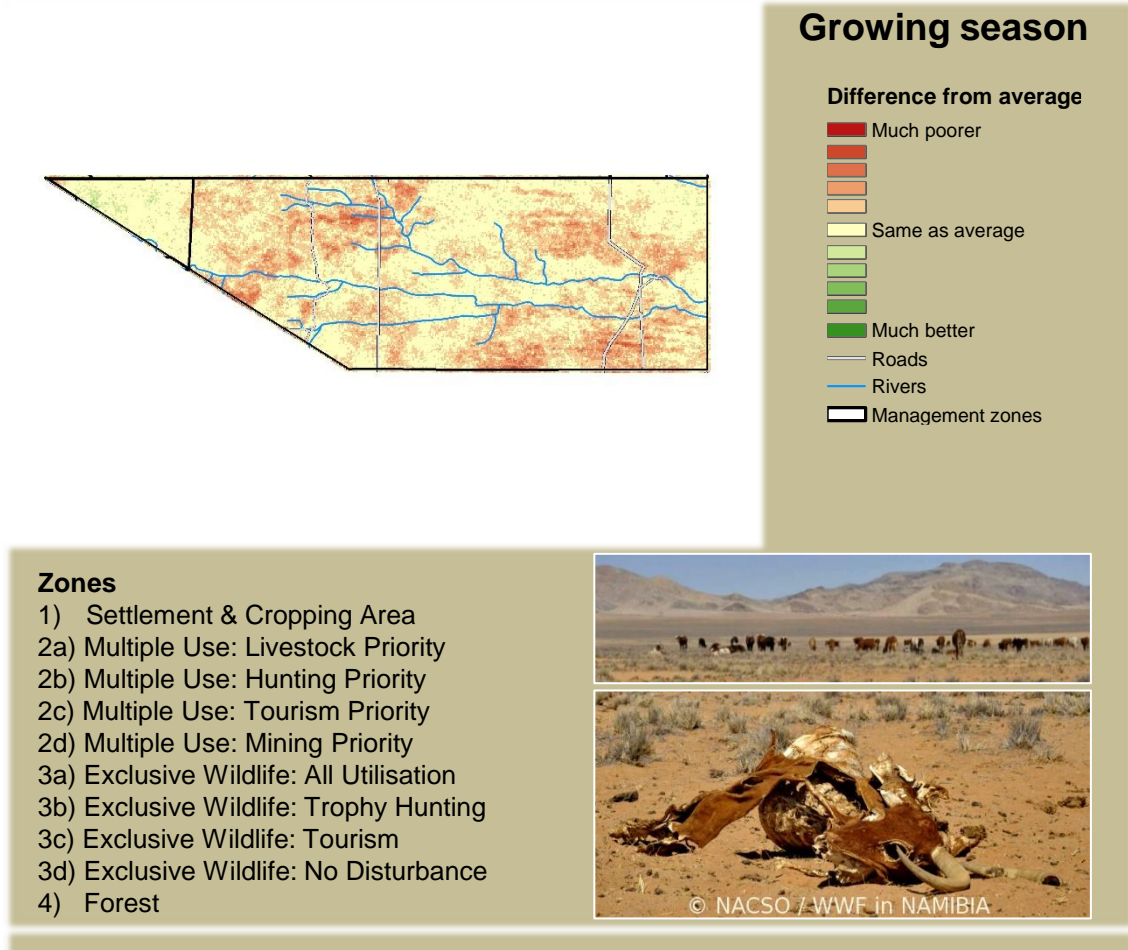 Growing season
Difference from average
Much poorer
Same as average
Much better
Roads
Rivers
Management zones
Zones
1) Settlement & Cropping Area
2a) Multiple Use: Livestock Priority
2b) Multiple Use: Hunting Priority
2c) Multiple Use: Tourism Priority
2d) Multiple Use: Mining Priority
3a) Exclusive Wildlife: All Utilisation
3b) Exclusive Wildlife: Trophy Hunting
3c) Exclusive Wildlife: Tourism
3d) Exclusive Wildlife: No Disturbance
4) Forest
© NACSO / WWF in NAMIBIA